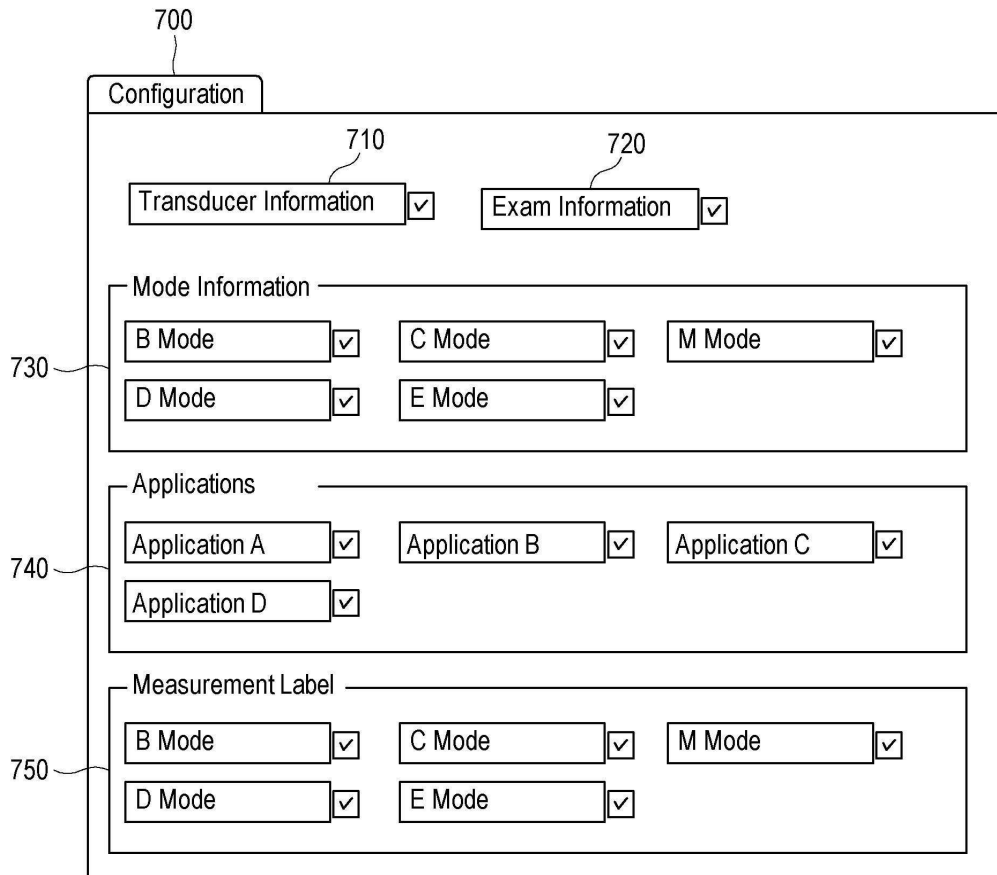 700
Configuration
710
720
Transducer Information
Exam Information
Mode Information
B Mode
C Mode
M Mode
730
D Mode
E Mode
Applications
Application A
Application B
Application C
740
Application D
Measurement Label
B Mode
C Mode
M Mode
750
D Mode
E Mode